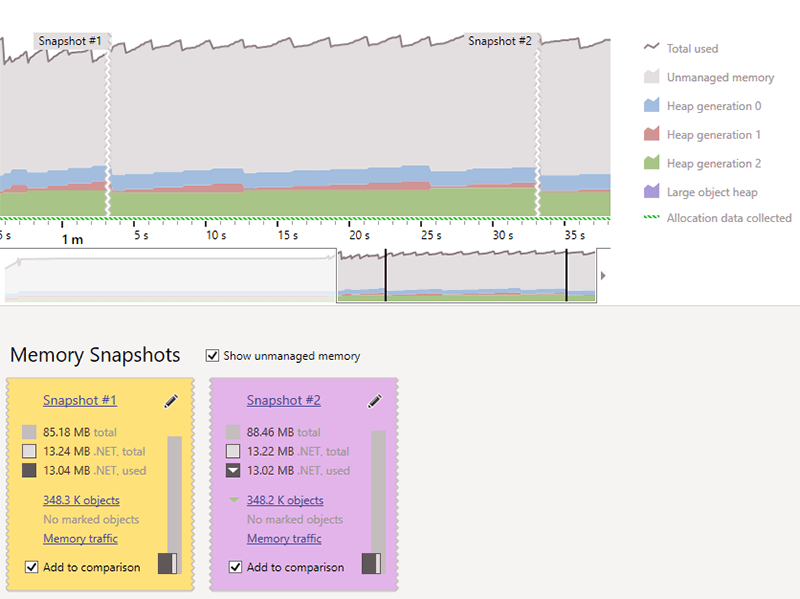 Snapshot #1
Snapshot #2
Total used
Unmanaged memory
Heap generation 0
Heap generation 1
Heap generation 2
Large object heap
Allocation data collected
5 s
1 m
5 s
10 s
15 s
20 s
25 s
30 s
35 s
Memory Snapshots
Show unmanaged memory
Snapshot #1
85.18 MB total
13.24 MB .NET, total
13.04 MB .NET, used
348.3 K objects
No marked objects
Memory traffic
Add to comparison
Snapshot #2
88.46 MB total
13.22 MB .NET, total
13.02 MB .NET, used
348.2 K objects
No marked objects
Memory traffic
Add to comparison